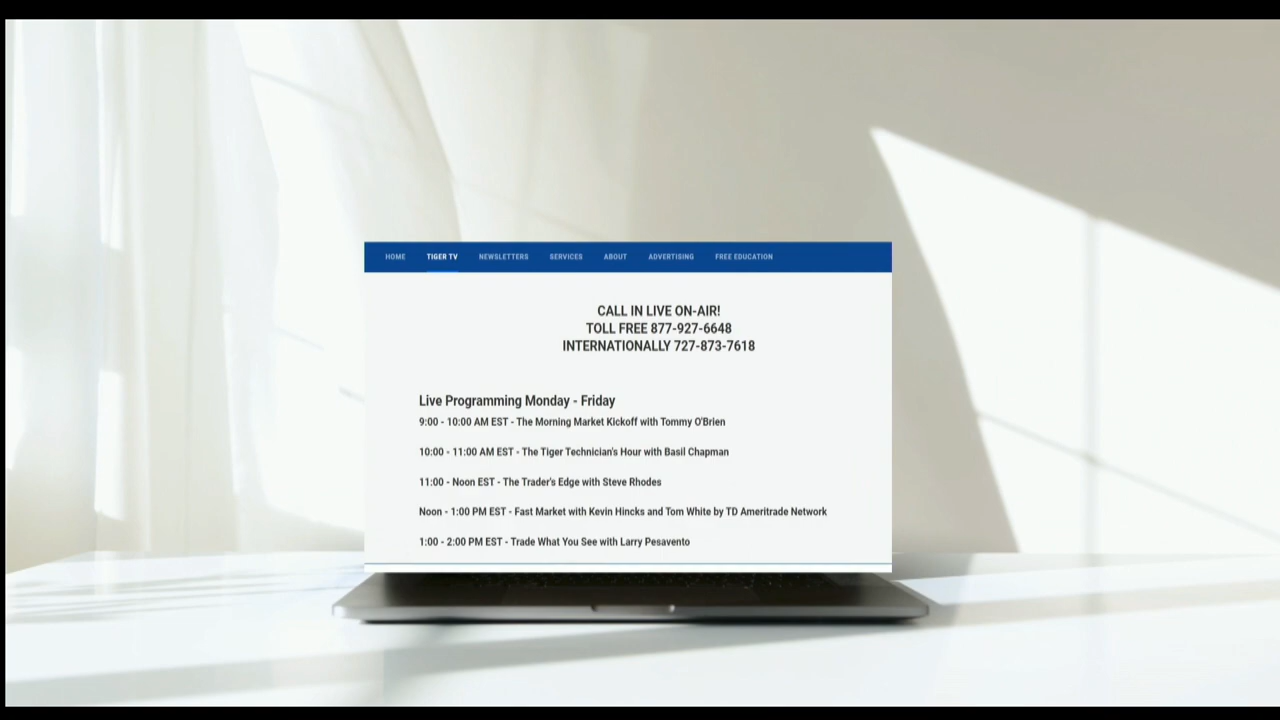 HOME TIGER TV NEWSLETTERS SERVICES ABOUT ADVERTISING FREE EDUCATION
CALL IN LIVE ON-AIR!
TOLL FREE 877-927-6648
INTERNATIONALLY 727-873-7618
Live Programming Monday - Friday
9:00 - 10:00 AM EST - The Morning Market Kickoff with Tommy O'Brien
10:00 - 11:00 AM EST - The Tiger Technician's Hour with Basil Chapman
11:00 - Noon EST - The Trader's Edge with Steve Rhodes
Noon - 1:00 PM EST - Fast Market with Kevin Hincks and Tom White by TD Ameritrade Network
1:00 - 2:00 PM EST - Trade What You See with Larry Pesavento